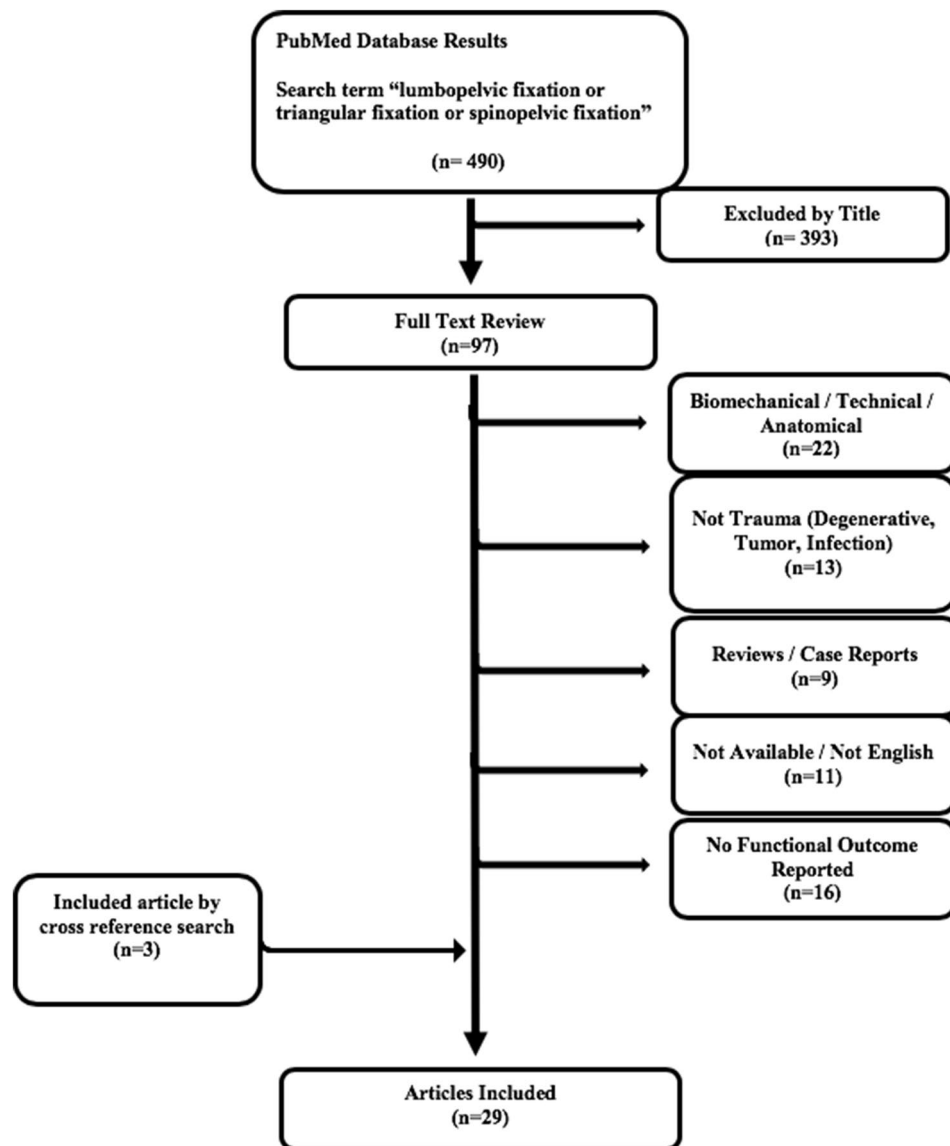 PubMed Database Results
Search term “lumbopelvic fixation or
triangular fixation or spinopelvic fixation”
(n= 490)
Excluded by Title
(n= 393)
Full Text Review
(n=97)
Biomechanical / Technical /
Anatomical
(n=22)
Not Trauma (Degenerative,
Tumor, Infection)
(n=13)
Reviews / Case Reports
(n=9)
Not Available / Not English
(n=11)
No Functional Outcome
Reported
(n=16)
Included article by
cross reference search
(n=3)
Articles Included
(n=29)